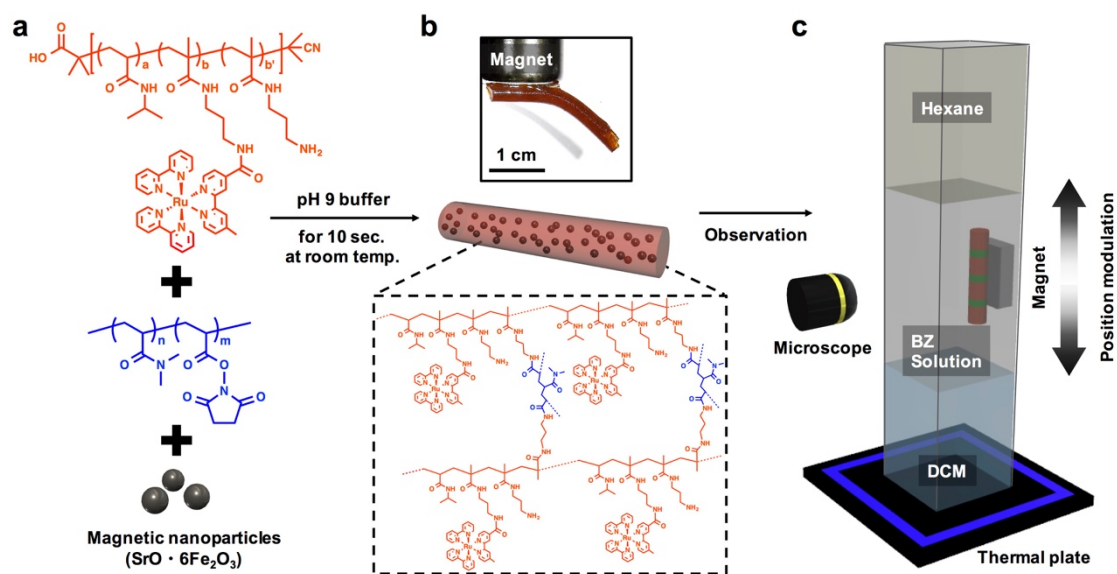 a
HO
O
CN
a
b
b'
O
NH
O
NH
O
NH
NH
O
NH₂
N
N
N
Ru
N
N
N
n
m
O
N
O
O
O
N
O
Magnetic nanoparticles
(SrO・6Fe₂O₃)
pH 9 buffer
for 10 sec.
at room temp.
b
Magnet
1 cm
Observation
c
Microscope
Hexane
BZ
Solution
DCM
Magnet
Position modulation
Thermal plate